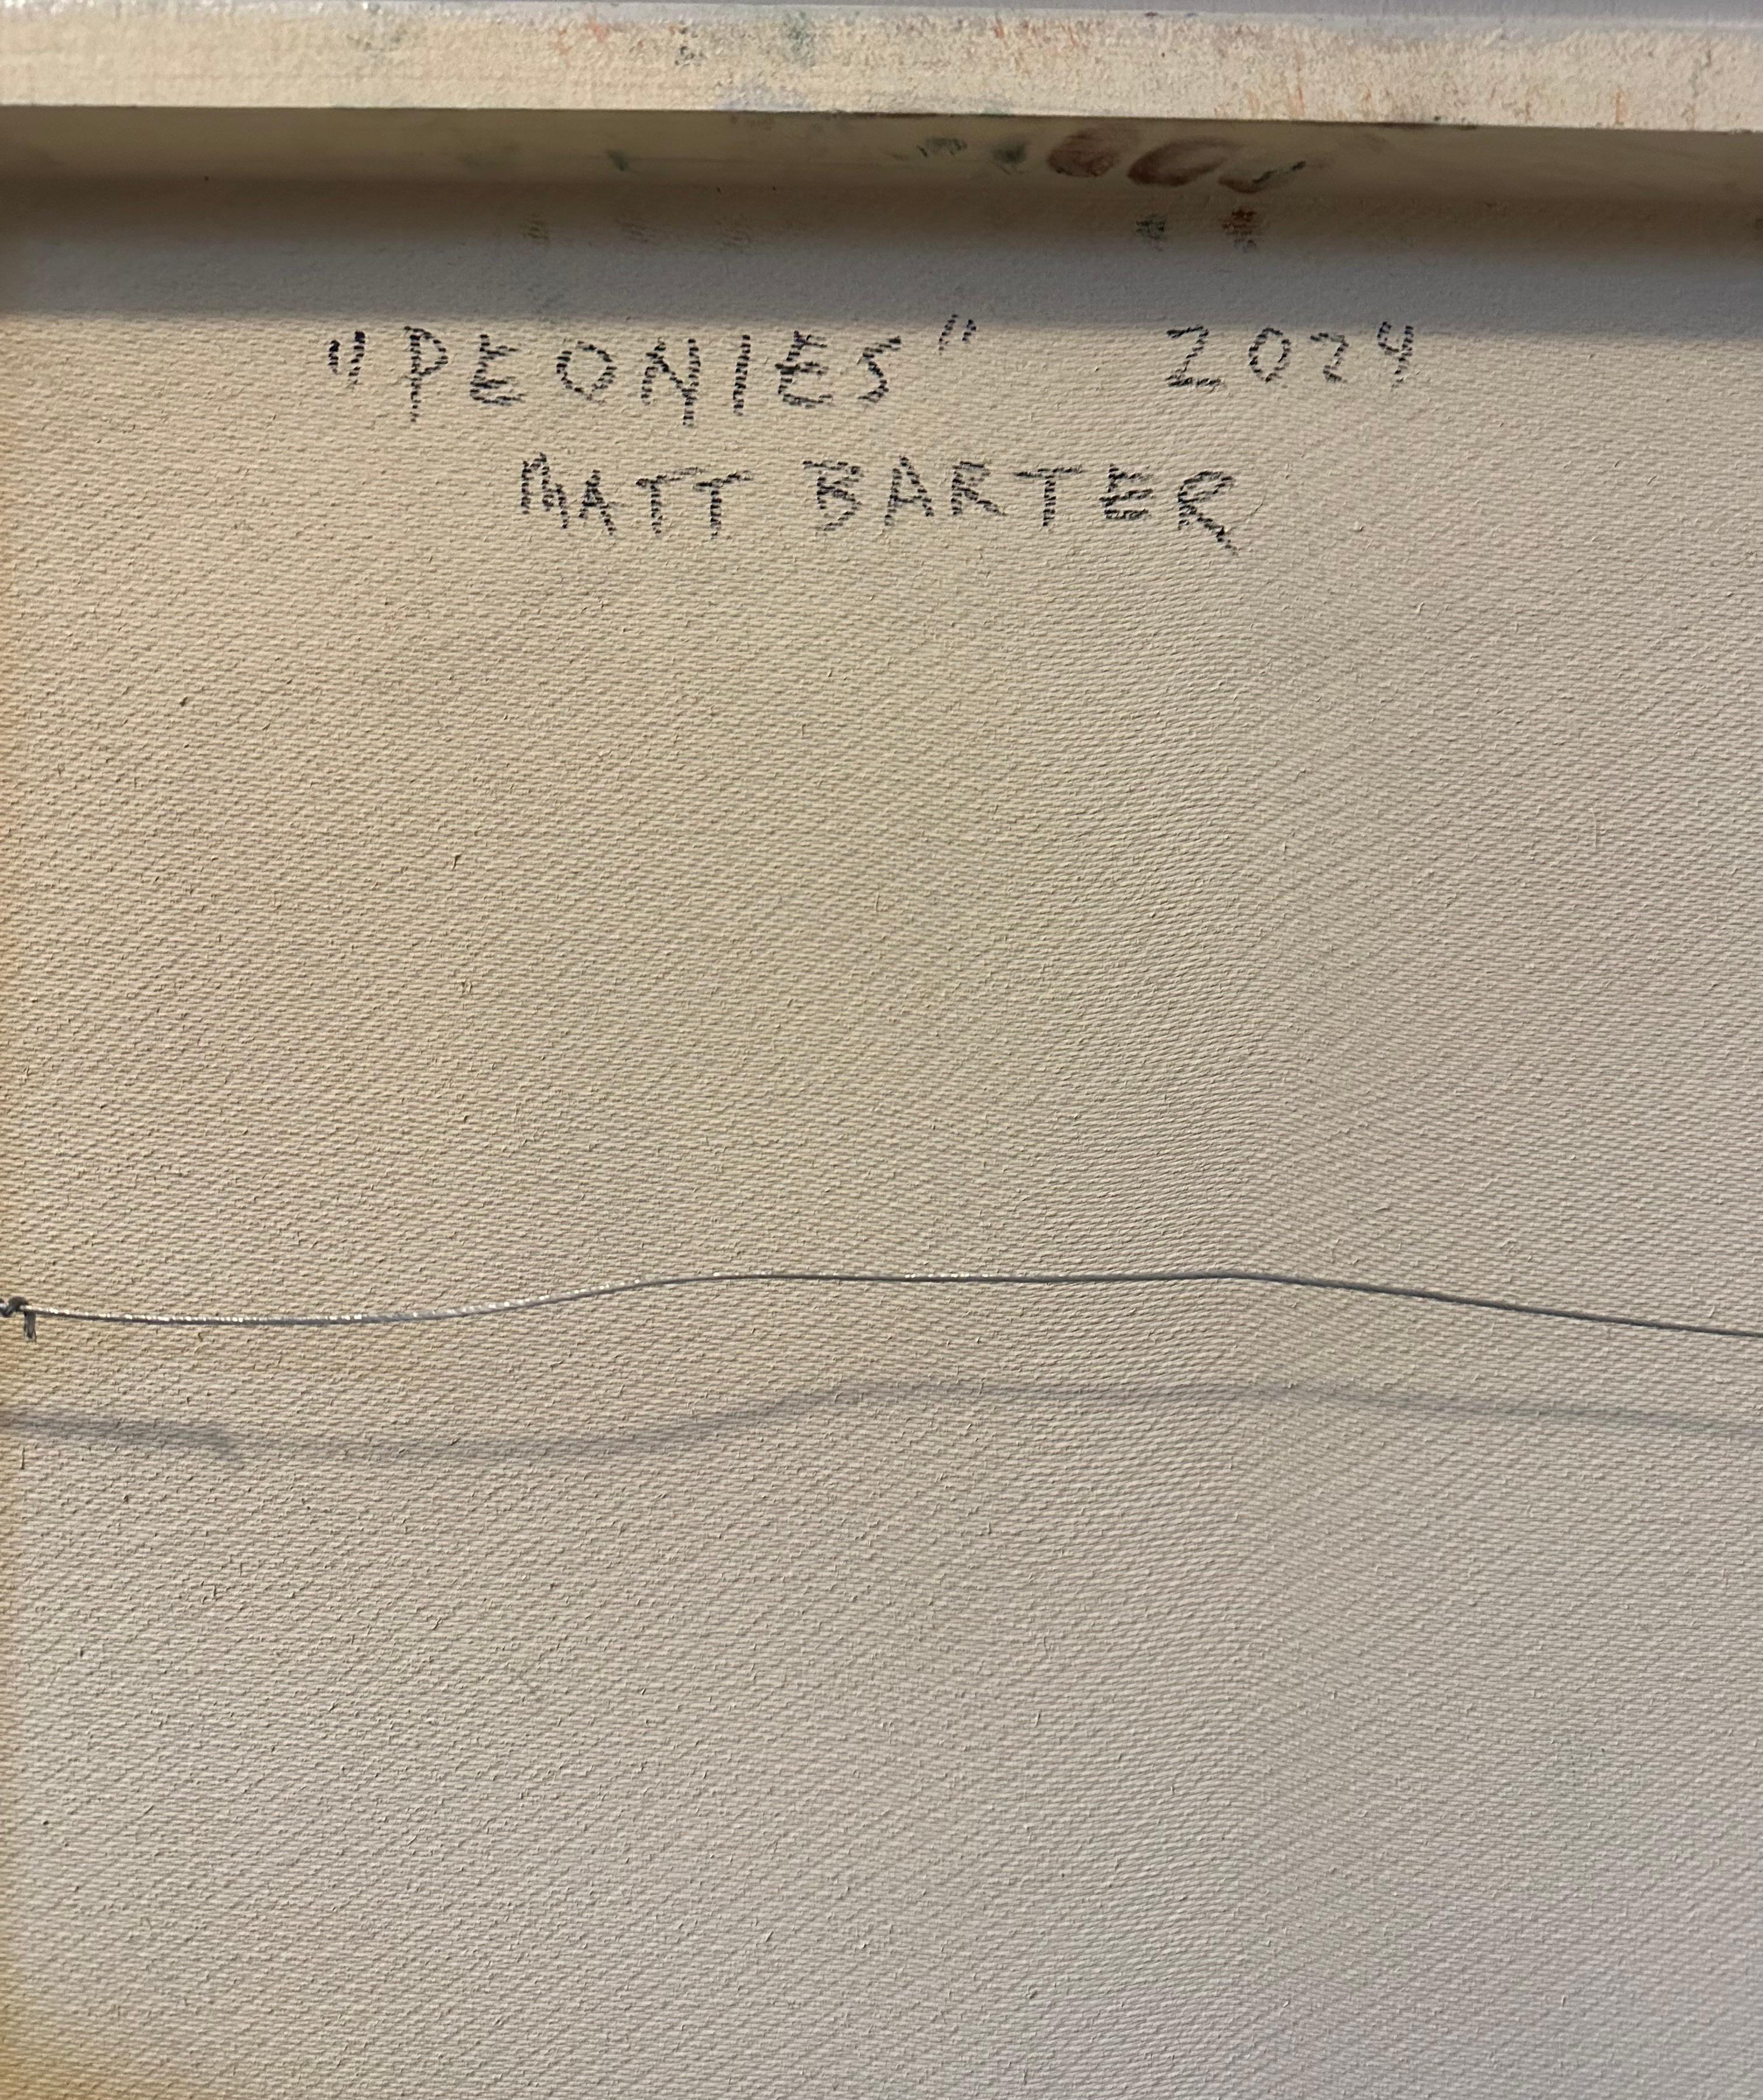 "PEONIES" 2024
MATT BARTER